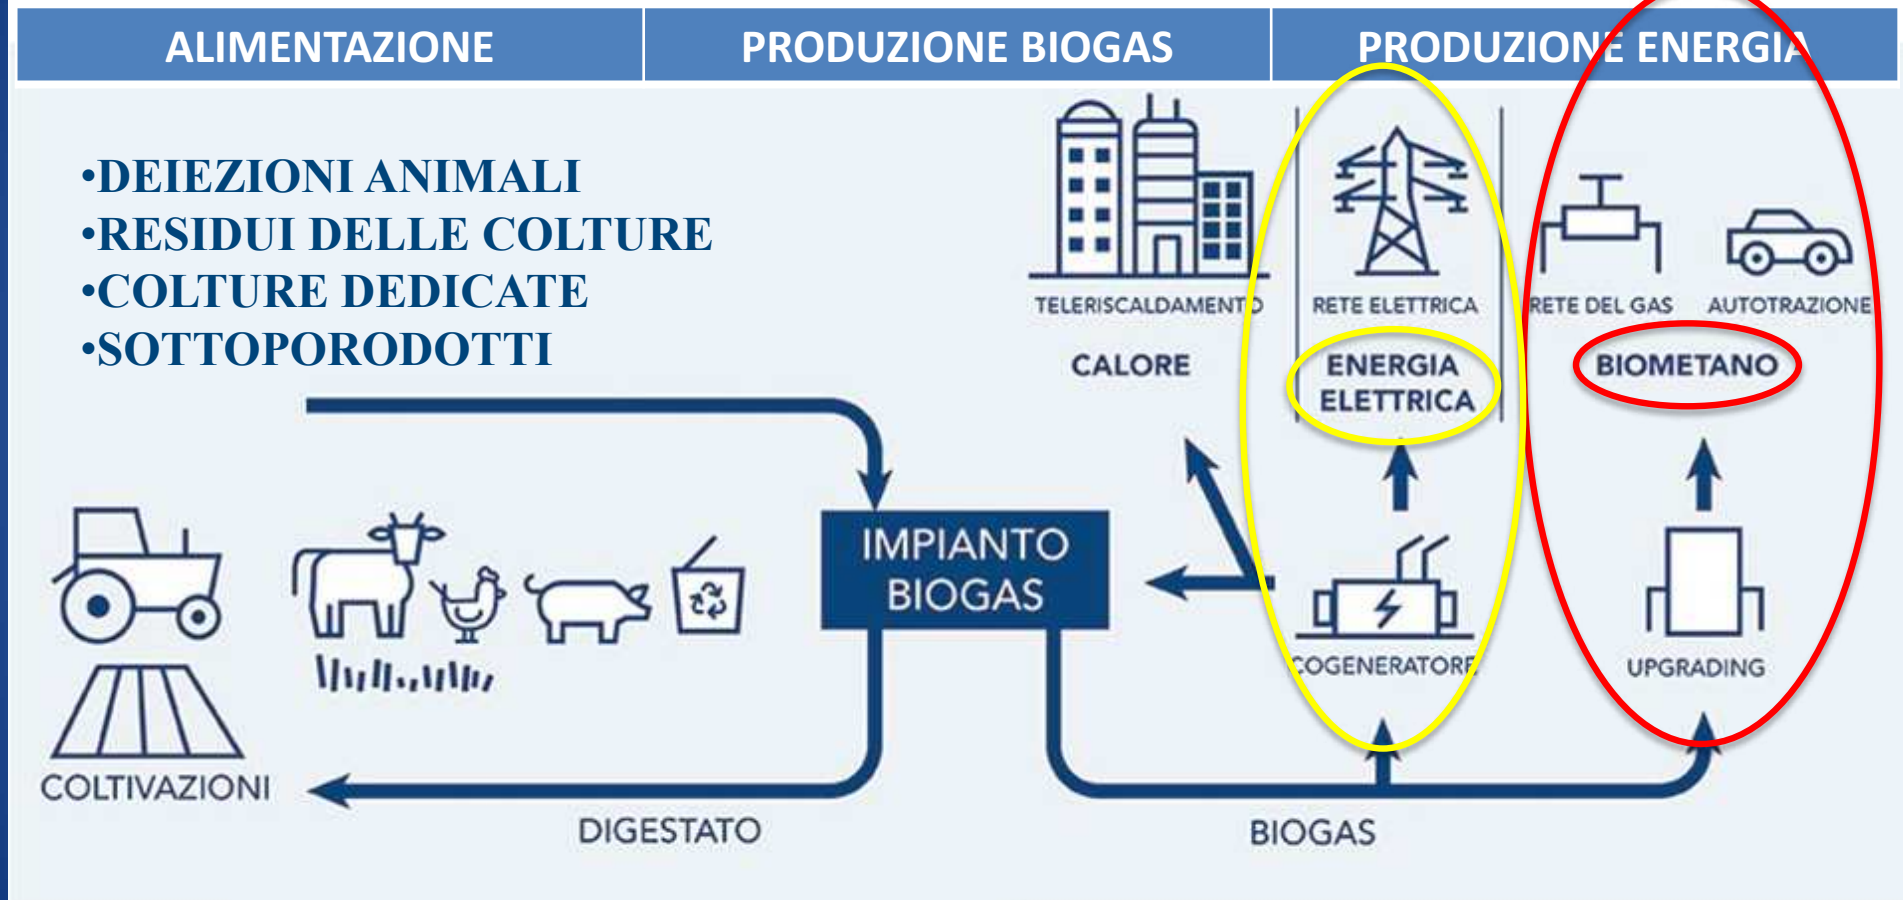 ALIMENTAZIONE
PRODUZIONE BIOGAS
PRODUZIONE ENERGIA
•DEIEZIONI ANIMALI
•RESIDUI DELLE COLTURE
•COLTURE DEDICATE
•SOTTOPORODOTTI
TELERISCALDAMENTO
RETE ELETTRICA
RETE DEL GAS
AUTOTRAZIONE
CALORE
ENERGIA
ELETTRICA
BIOMETANO
IMPIANTO
BIOGAS
COGENERATORE
UPGRADING
COLTIVAZIONI
DIGESTATO
BIOGAS